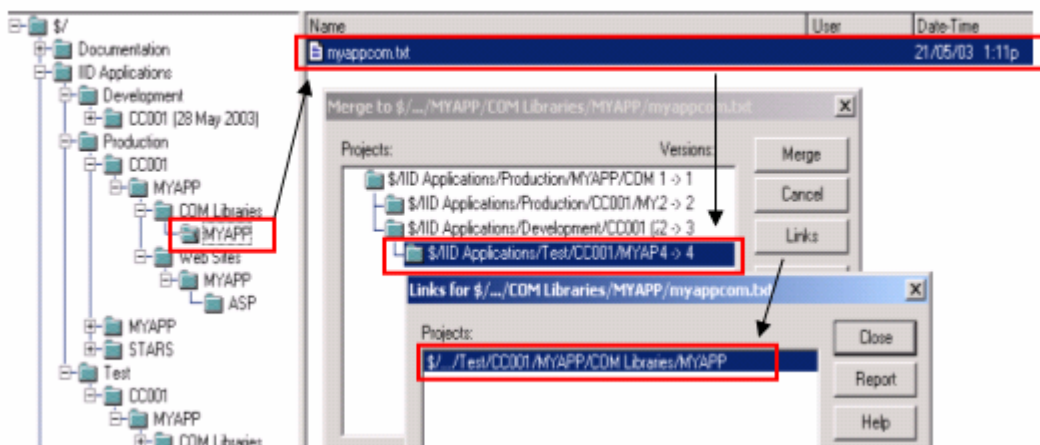 $/
Documentation
IID Applications
Development
CC001 (28 May 2003)
Production
CC001
MYAPP
COM Libraries
MYAPP
Web Sites
MYAPP
ASP
MYAPP
STARS
Test
CC001
MYAPP
COM Libraries
Name User Date-Time
myappcom.txt 21/05/03 1:11p
Merge to $/.../MYAPP/COM Libraries/MYAPP/myappcom.txt
Projects: Versions:
$/IID Applications/Production/MYAPP/COM 1 -> 1
$/IID Applications/Production/CC001/MY.2 -> 2
$/IID Applications/Development/CC001 (.2 -> 3
$/IID Applications/Test/CC001/MYAP 4 -> 4
Merge
Cancel
Links
Links for $/.../COM Libraries/MYAPP/myappcom.txt
Projects:
$/.../Test/CC001/MYAPP/COM Libraries/MYAPP
Close
Report
Help